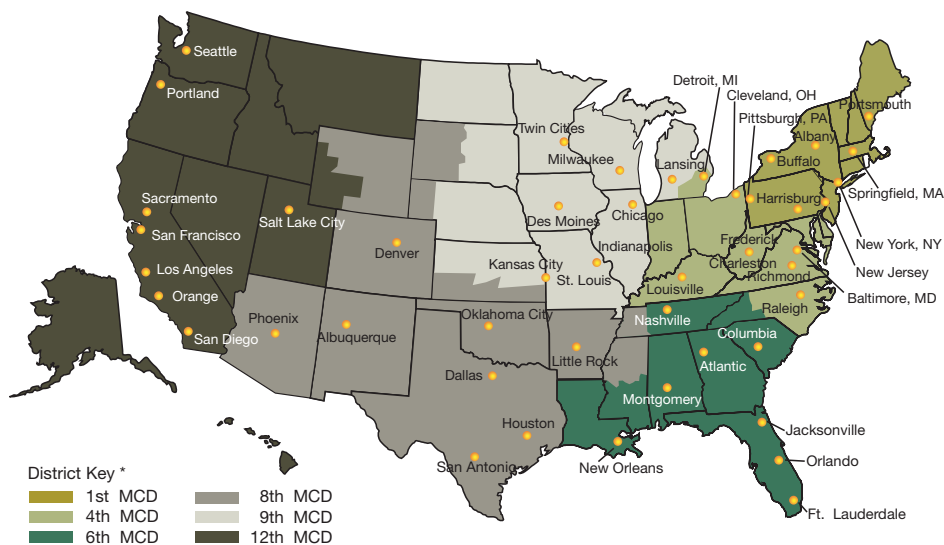 Seattle
Portland
Sacramento
San Francisco
Los Angeles
Orange
San Diego
Salt Lake City
Phoenix
Albuquerque
Denver
Twin Cities
Milwaukee
Des Moines
Chicago
Lansing
Kansas City
St. Louis
Indianapolis
Oklahoma City
Little Rock
Dallas
Houston
San Antonio
New Orleans
Detroit, MI
Cleveland, OH
Pittsburgh, PA
Portsmouth
Albany
Buffalo
Harrisburg
Springfield, MA
New York, NY
New Jersey
Baltimore, MD
Frederick
Charleston
Richmond
Louisville
Raleigh
Nashville
Columbia
Atlantic
Montgomery
Jacksonville
Orlando
Ft. Lauderdale
District Key *
1st MCD
4th MCD
6th MCD
8th MCD
9th MCD
12th MCD